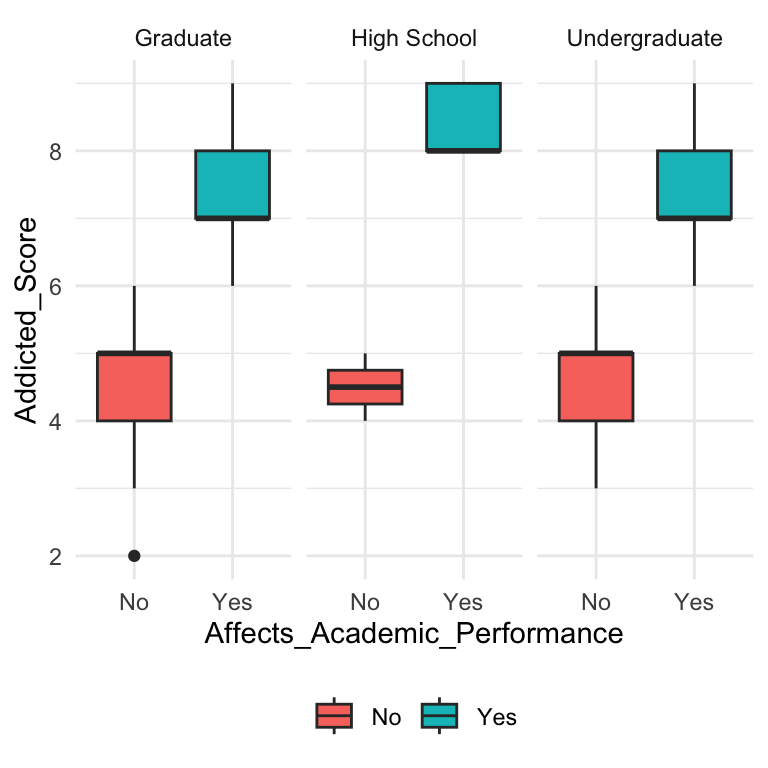 Graduate High School Undergraduate
Addicted_Score
8
6
4
2
No Yes No Yes No Yes
Affects_Academic_Performance
No Yes